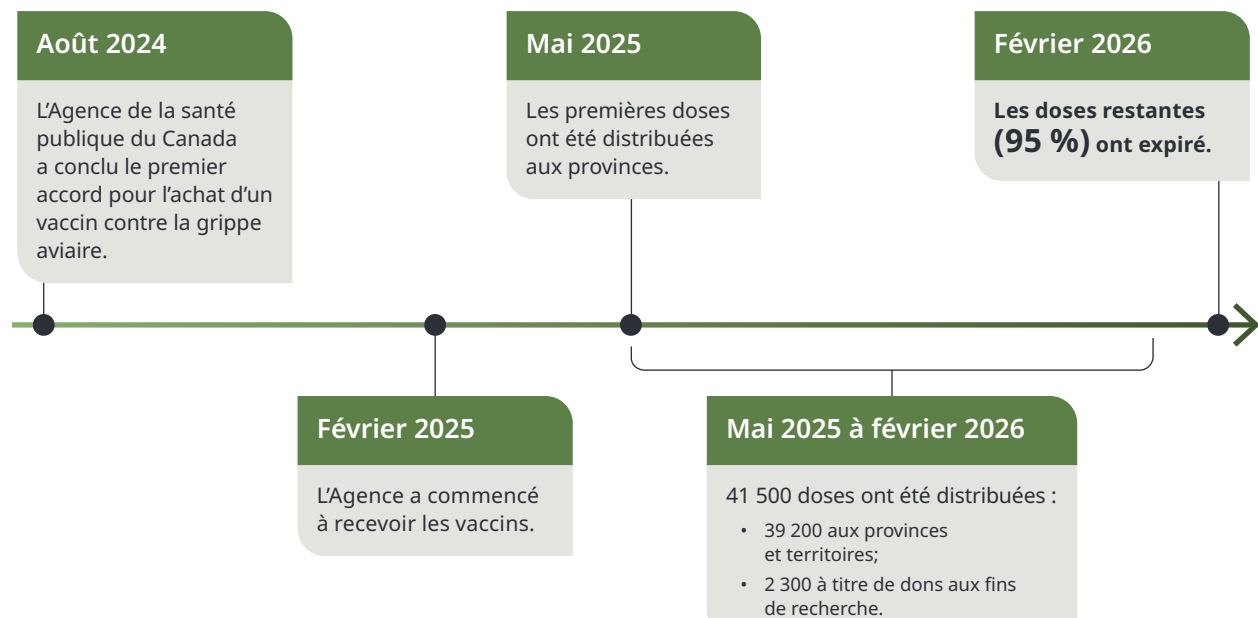 Août 2024
L’Agence de la santé
publique du Canada
a conclu le premier
accord pour l’achat d’un
vaccin contre la grippe
aviaire.
Février 2025
L’Agence a commencé
à recevoir les vaccins.
Mai 2025
Les premières doses
ont été distribuées
aux provinces.
Mai 2025 à février 2026
41 500 doses ont été distribuées :
• 39 200 aux provinces
et territoires;
• 2 300 à titre de dons aux fins
de recherche.
Février 2026
Les doses restantes
(95 %) ont expiré.